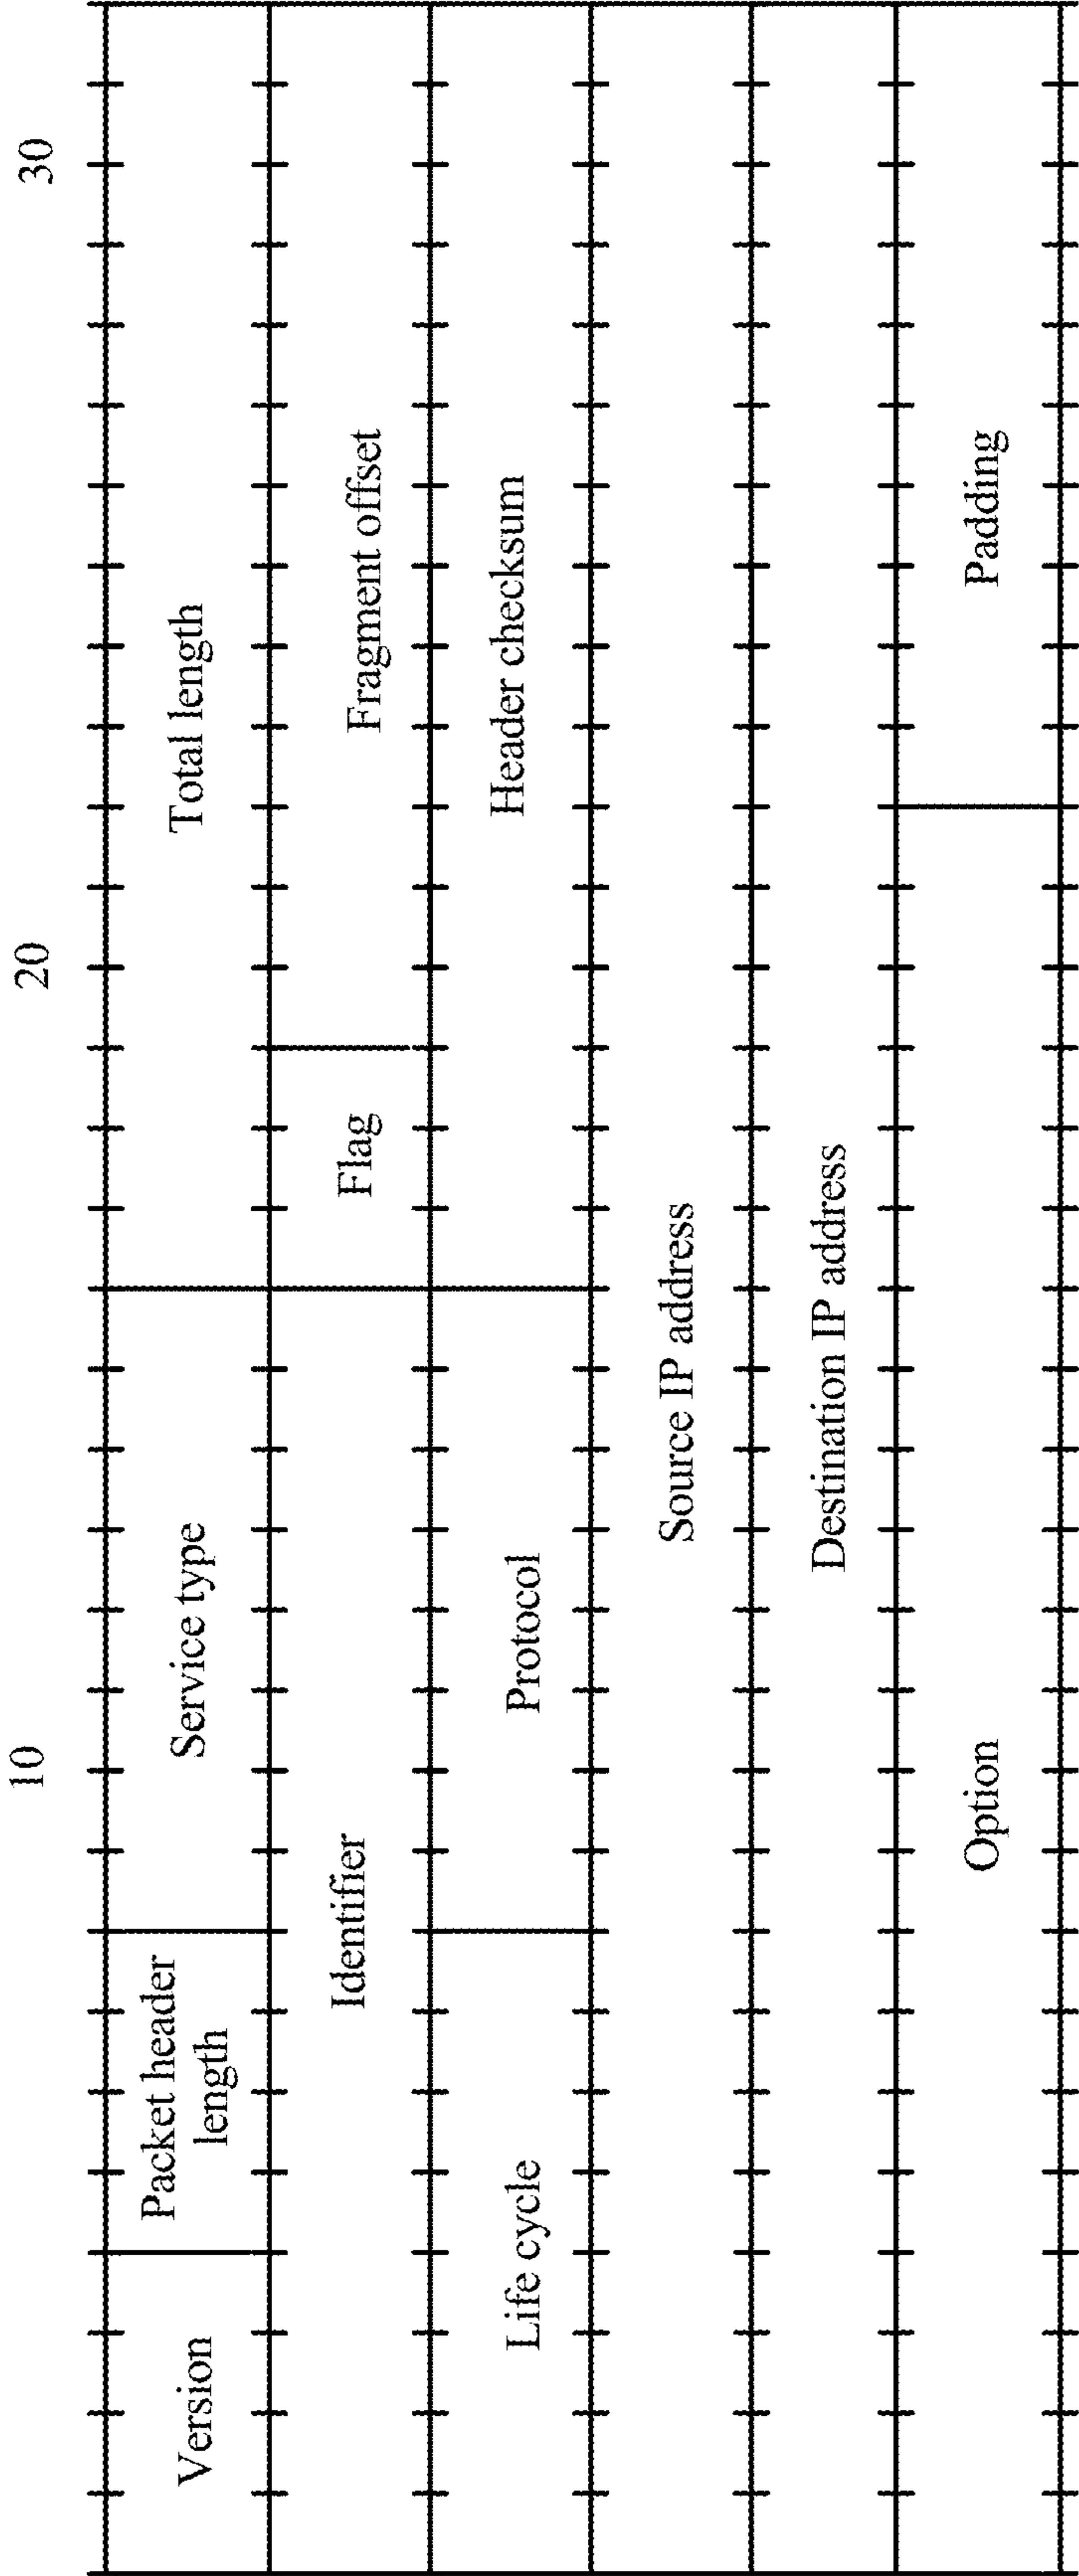 10
20
30
Version
Packet header
length
Service type
Total length
Identifier
Flag
Fragment offset
Life cycle
Protocol
Header checksum
Source IP address
Destination IP address
Option
Padding